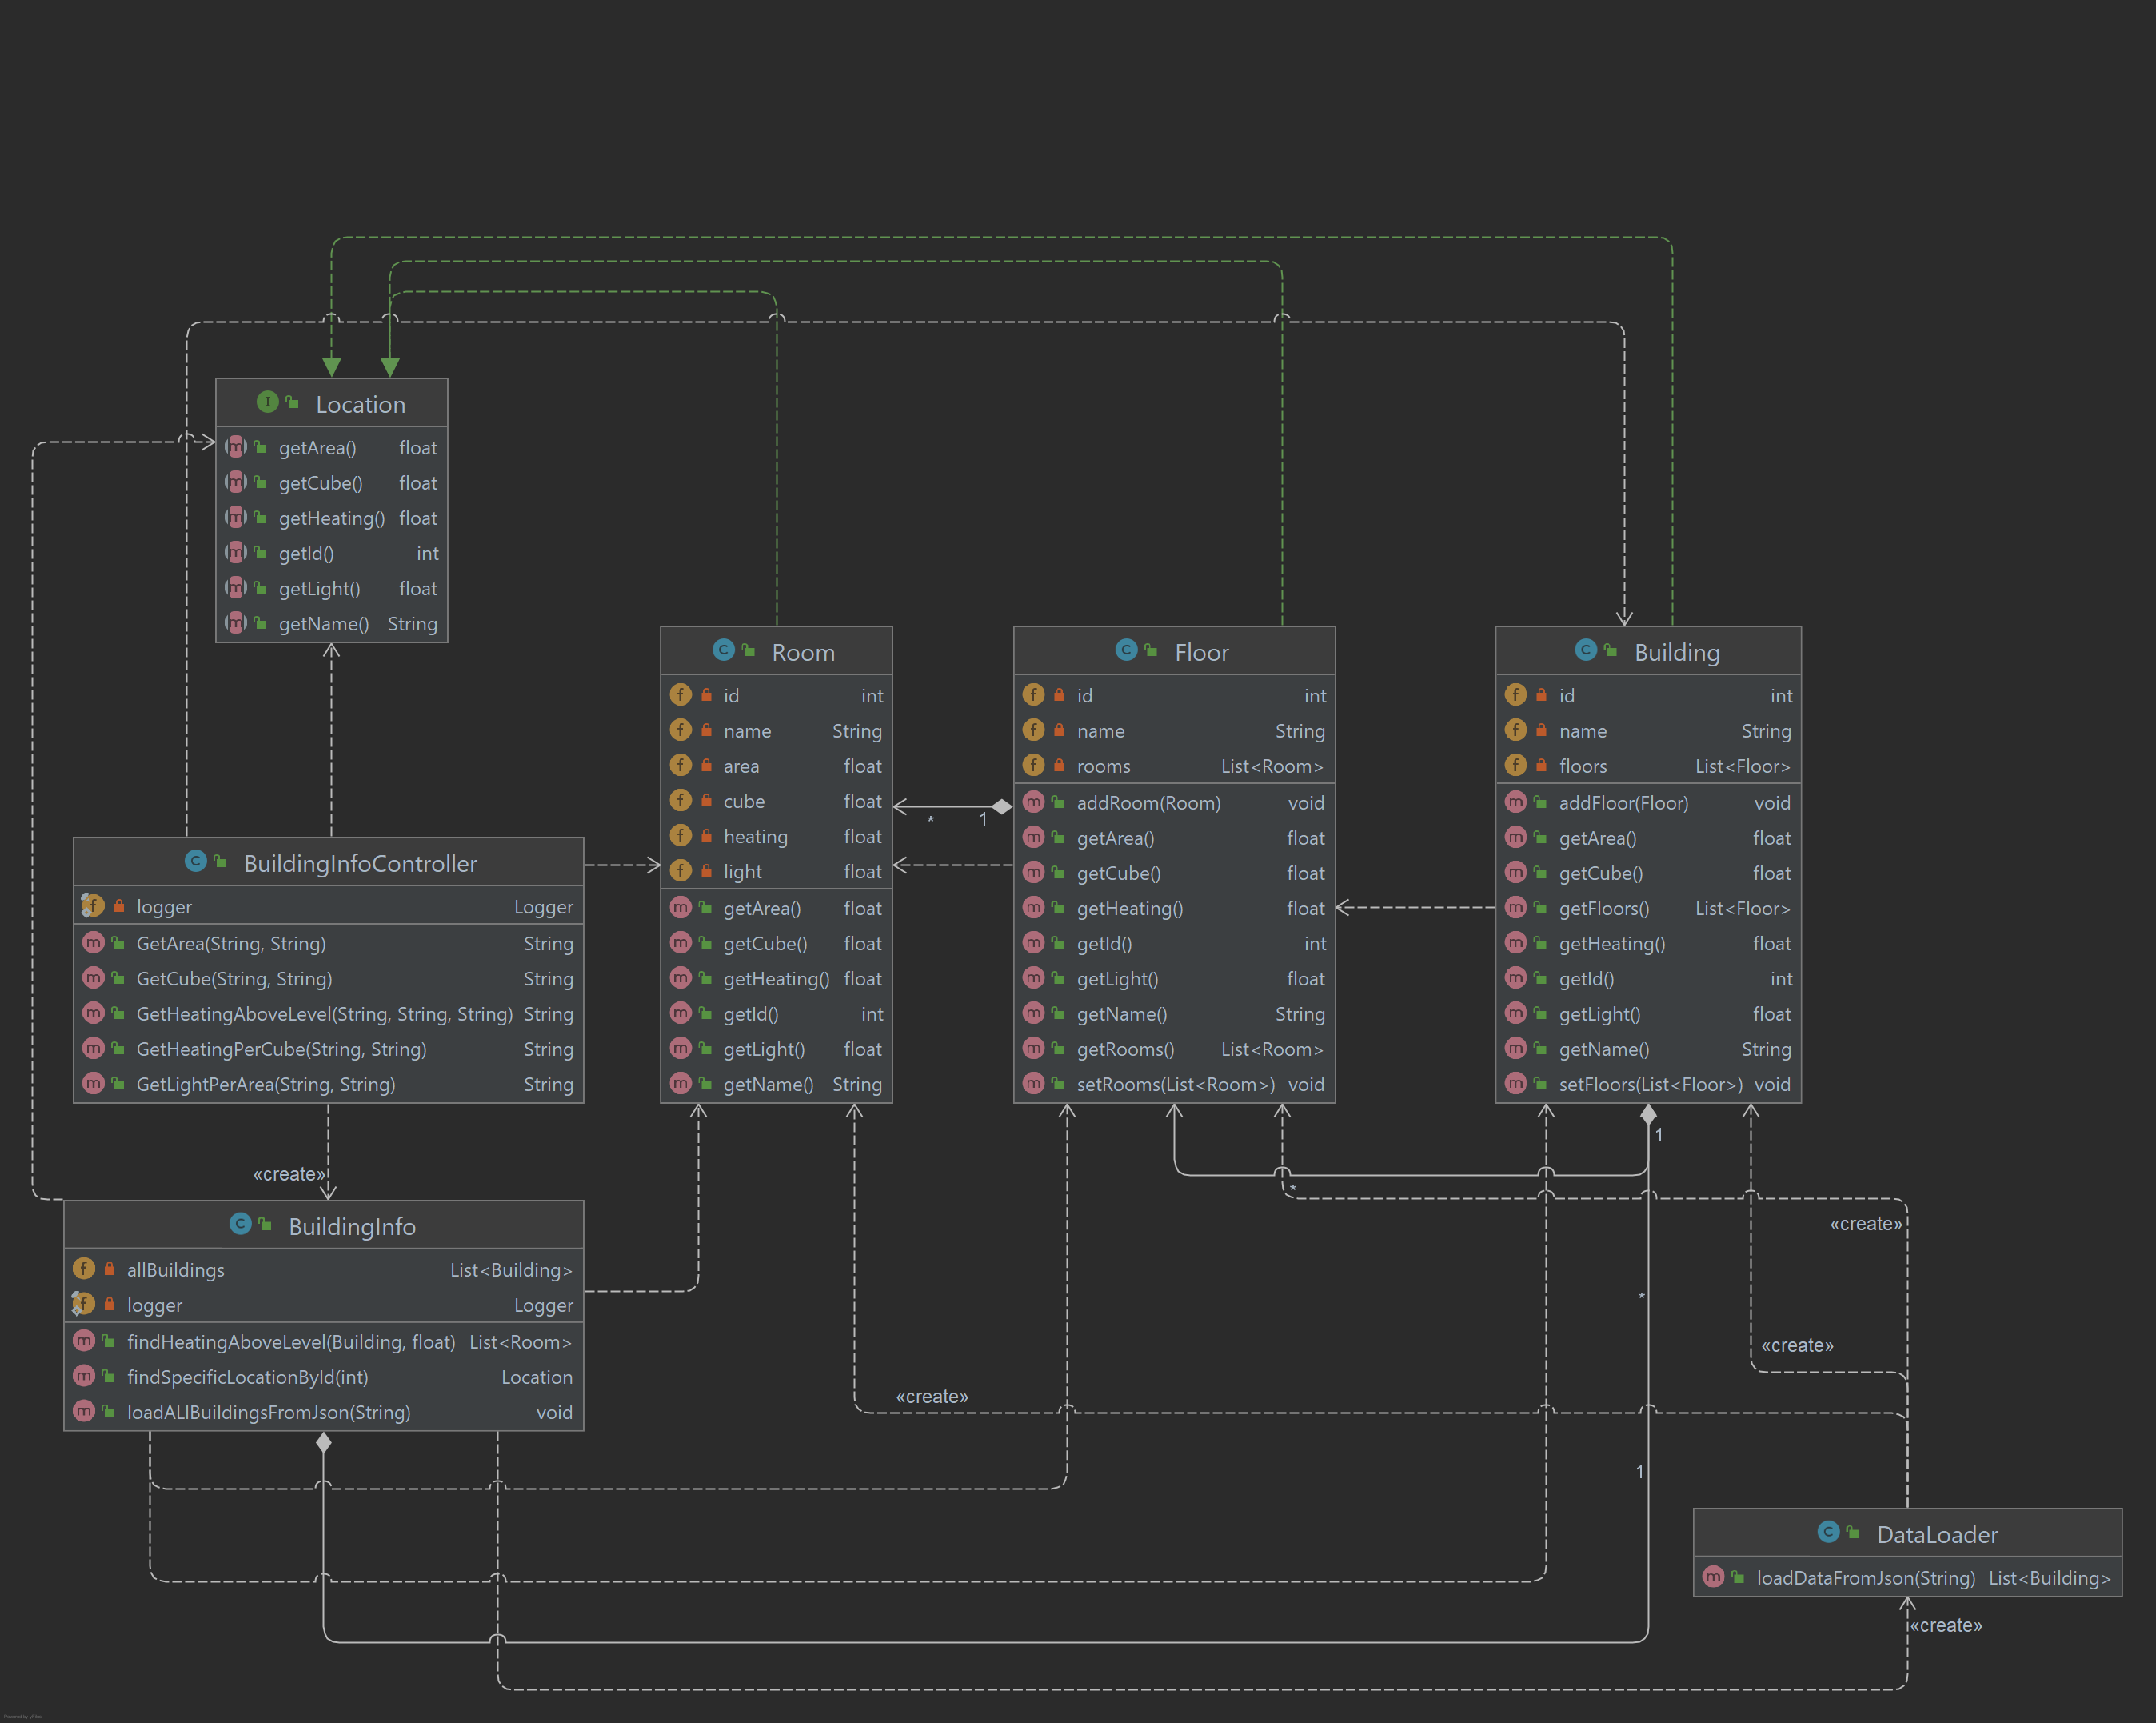 Location
getArea() float
getCube() float
getHeating() float
getId() int
getLight() float
getName() String
Room
id int
name String
area float
cube float
heating float
light float
getArea() float
getCube() float
getHeating() float
getId() int
getLight() float
getName() String
* 1
Floor
id int
name String
rooms List<Room>
addRoom(Room) void
getArea() float
getCube() float
getHeating() float
getId() int
getLight() float
getName() String
getRooms() List<Room>
setRooms(List<Room>) void
Building
id int
name String
floors List<Floor>
addFloor(Floor) void
getArea() float
getCube() float
getFloors() List<Floor>
getHeating() float
getId() int
getLight() float
getName() String
setFloors(List<Floor>) void
BuildingInfoController
logger Logger
GetArea(String, String) String
GetCube(String, String) String
GetHeatingAboveLevel(String, String, String) String
GetHeatingPerCube(String, String) String
GetLightPerArea(String, String) String
1
«create»
*
«create»
BuildingInfo
allBuildings List<Building>
logger Logger
findHeatingAboveLevel(Building, float) List<Room>
findSpecificLocationById(int) Location
loadALlBuildingsFromJson(String) void
*
«create»
«create»
1
DataLoader
loadDataFromJson(String) List<Building>
«create»
Powered by yFiles